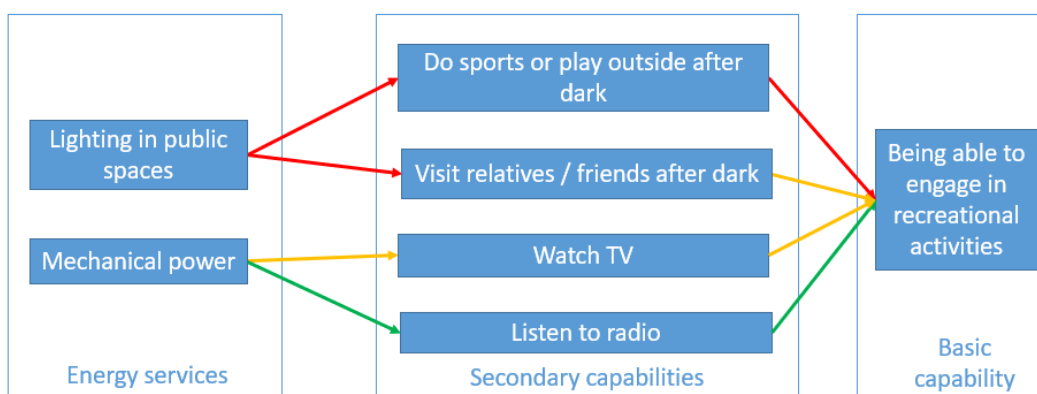 Lighting in public
spaces
Mechanical power
Energy services
Do sports or play outside after
dark
Visit relatives / friends after dark
Watch TV
Listen to radio
Secondary capabilities
Being able to
engage in
recreational
activities
Basic
capability